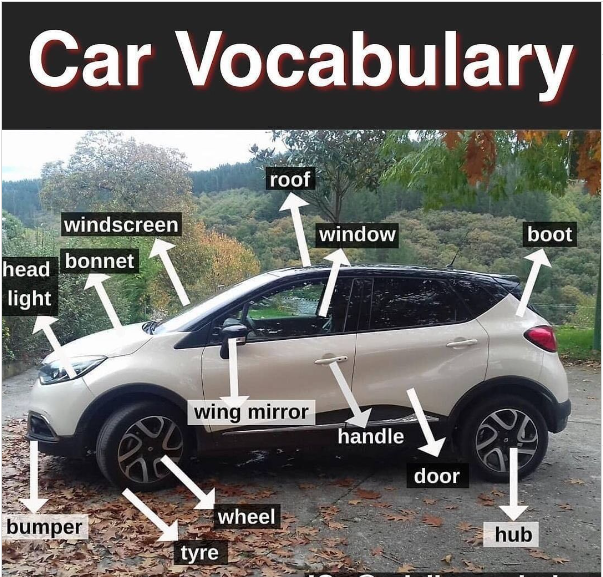 Car Vocabulary
roof
windscreen
window
boot
bonnet
head
light
wing mirror
handle
door
wheel
bumper
hub
tyre